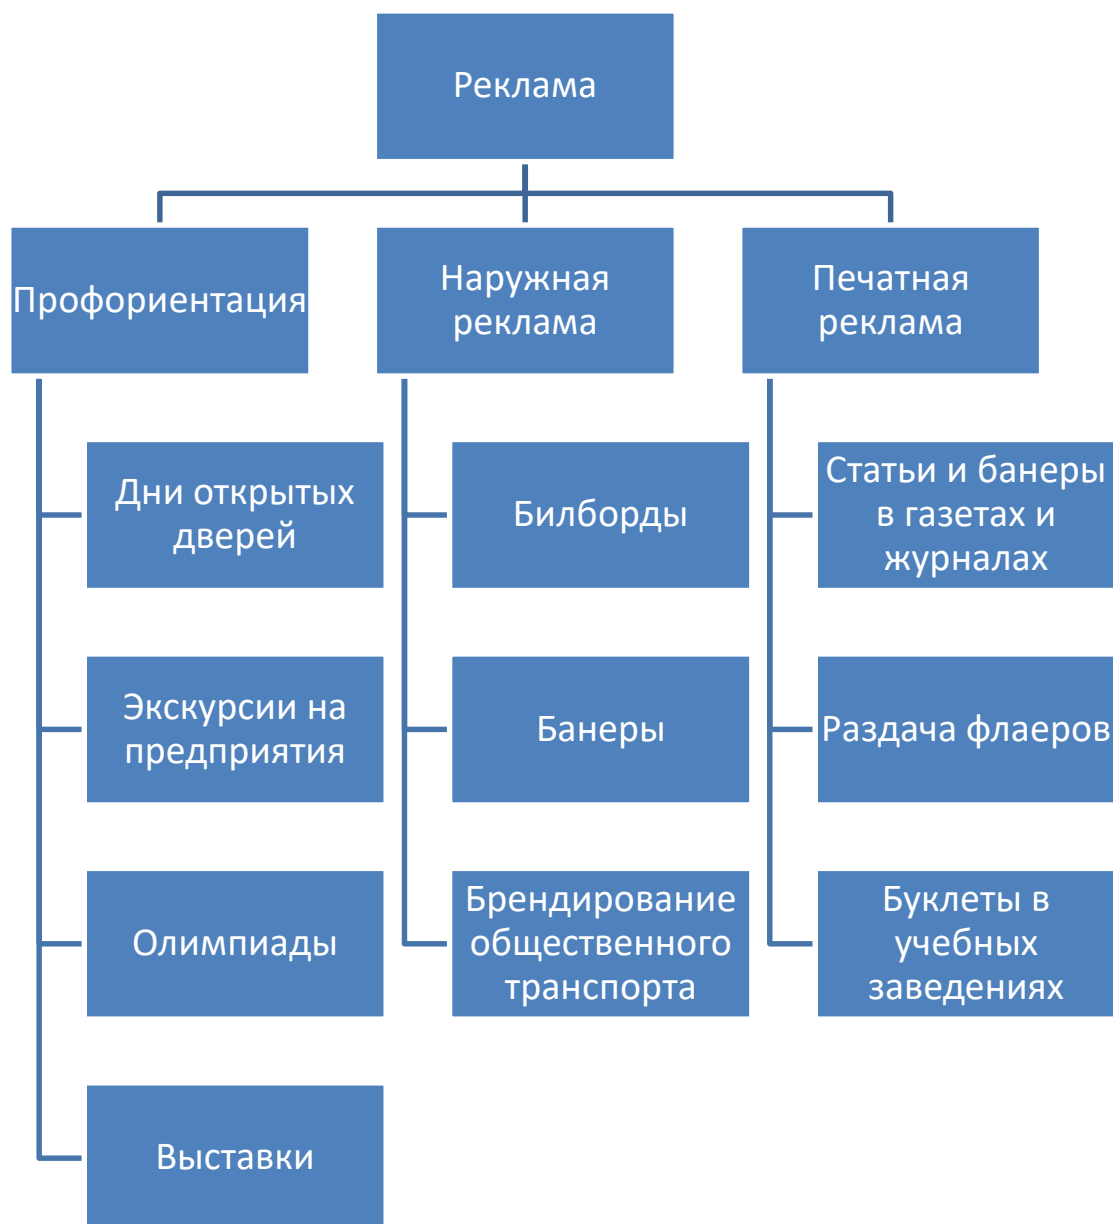 Реклама
Профориентация
Наружная
реклама
Печатная
реклама
Дни открытых
дверей
Билборды
Статьи и банеры
в газетах и
журналах
Экскурсии на
предприятия
Банеры
Раздача флаеров
Олимпиады
Брендирование
общественного
транспорта
Буклеты в
учебных
заведениях
Выставки